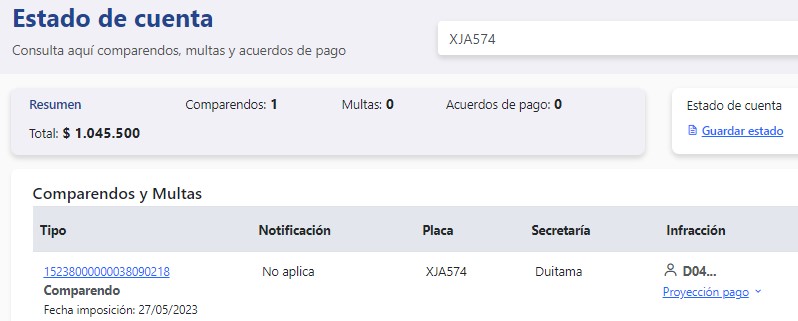 Estado de cuenta
Consulta aquí comparendos, multas y acuerdos de pago
XJA574
Resumen Comparendos: 1 Multas: 0 Acuerdos de pago: 0
Total: $ 1.045.500
Estado de cuenta
Guardar estado
Comparendos y Multas
Tipo Notificación Placa Secretaría Infracción
15238000000038090218 No aplica XJA574 Duitama D04...
Comparendo Proyección pago
Fecha imposición: 27/05/2023